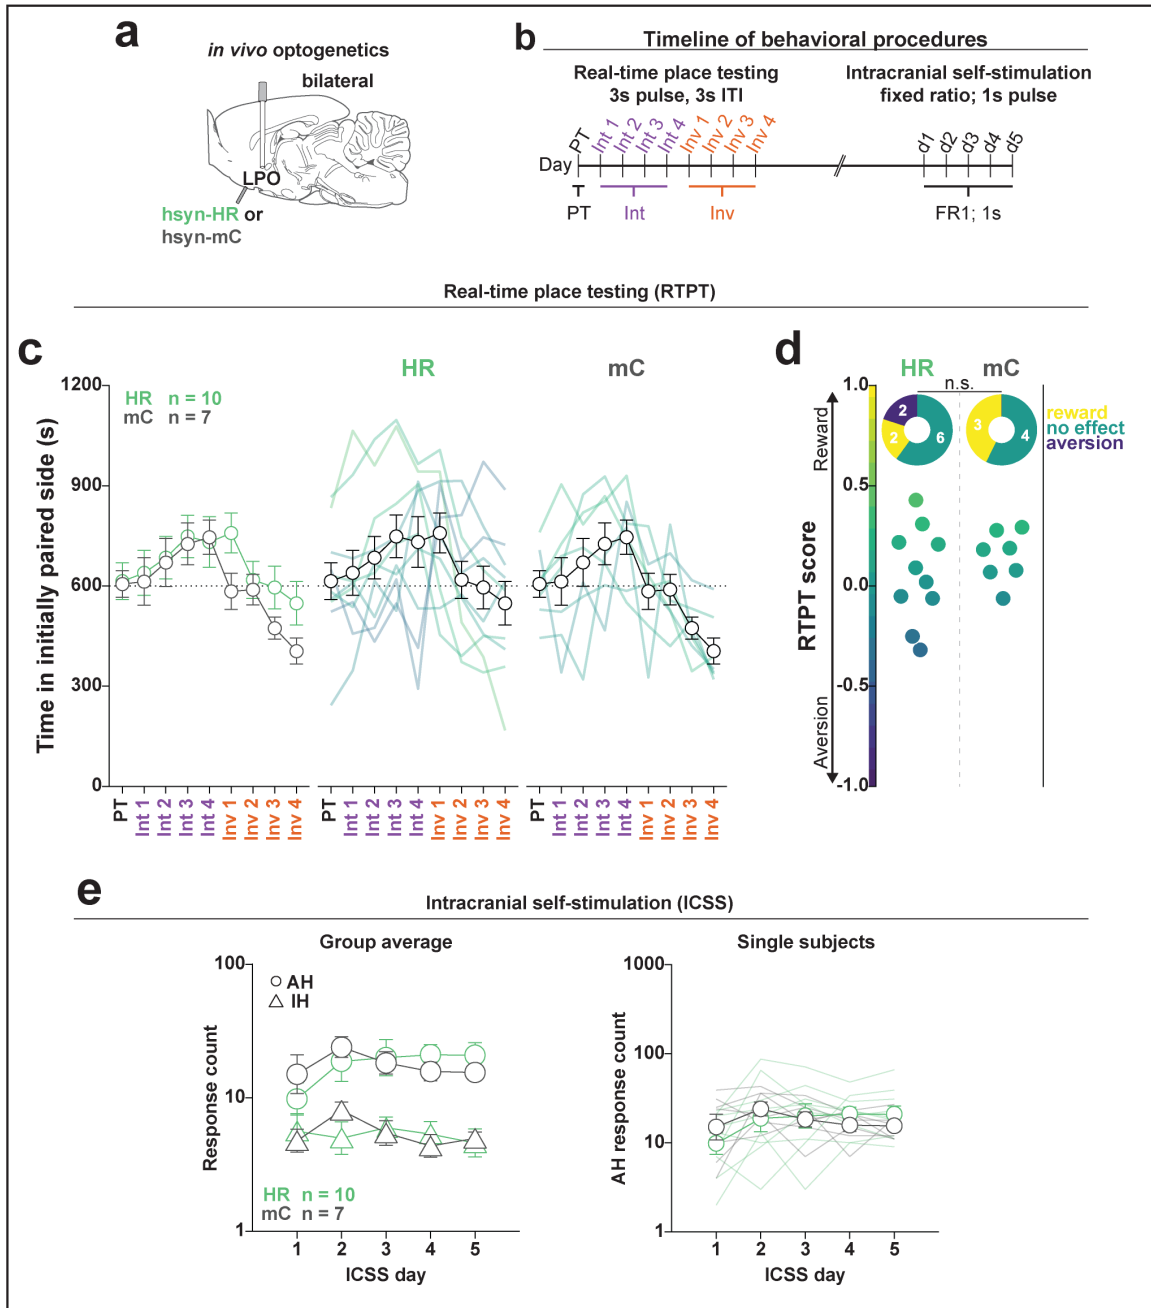 a
in vivo optogenetics
bilateral
LPO
hsyn-HR or
hsyn-mC
b
Timeline of behavioral procedures
Real-time place testing
3s pulse, 3s ITI
Intracranial self-stimulation
fixed ratio; 1s pulse
PT Int 1 Int 2 Int 3 Int 4 Inv 1 Inv 2 Inv 3 Inv 4 d1 d2 d3 d4 d5
Day
PT Int Inv FR1; 1s
Real-time place testing (RTPT)
c
HR mC
HR n = 10
mC n = 7
Time in initially paired side (s)
1200
900
600
300
0
PT Int 1 Int 2 Int 3 Int 4 Inv 1 Inv 2 Inv 3 Inv 4
PT Int 1 Int 2 Int 3 Int 4 Inv 1 Inv 2 Inv 3 Inv 4
PT Int 1 Int 2 Int 3 Int 4 Inv 1 Inv 2 Inv 3 Inv 4
d
HR mC
n.s.
2
2
6
3
4
reward
no effect
aversion
Reward
Aversion
RTPT score
1.0
0.5
0.0
-0.5
-1.0
e
Intracranial self-stimulation (ICSS)
Group average
AH
IH
Response count
100
10
1
HR n = 10
mC n = 7
1 2 3 4 5
ICSS day
Single subjects
AH response count
1000
100
10
1
1 2 3 4 5
ICSS day